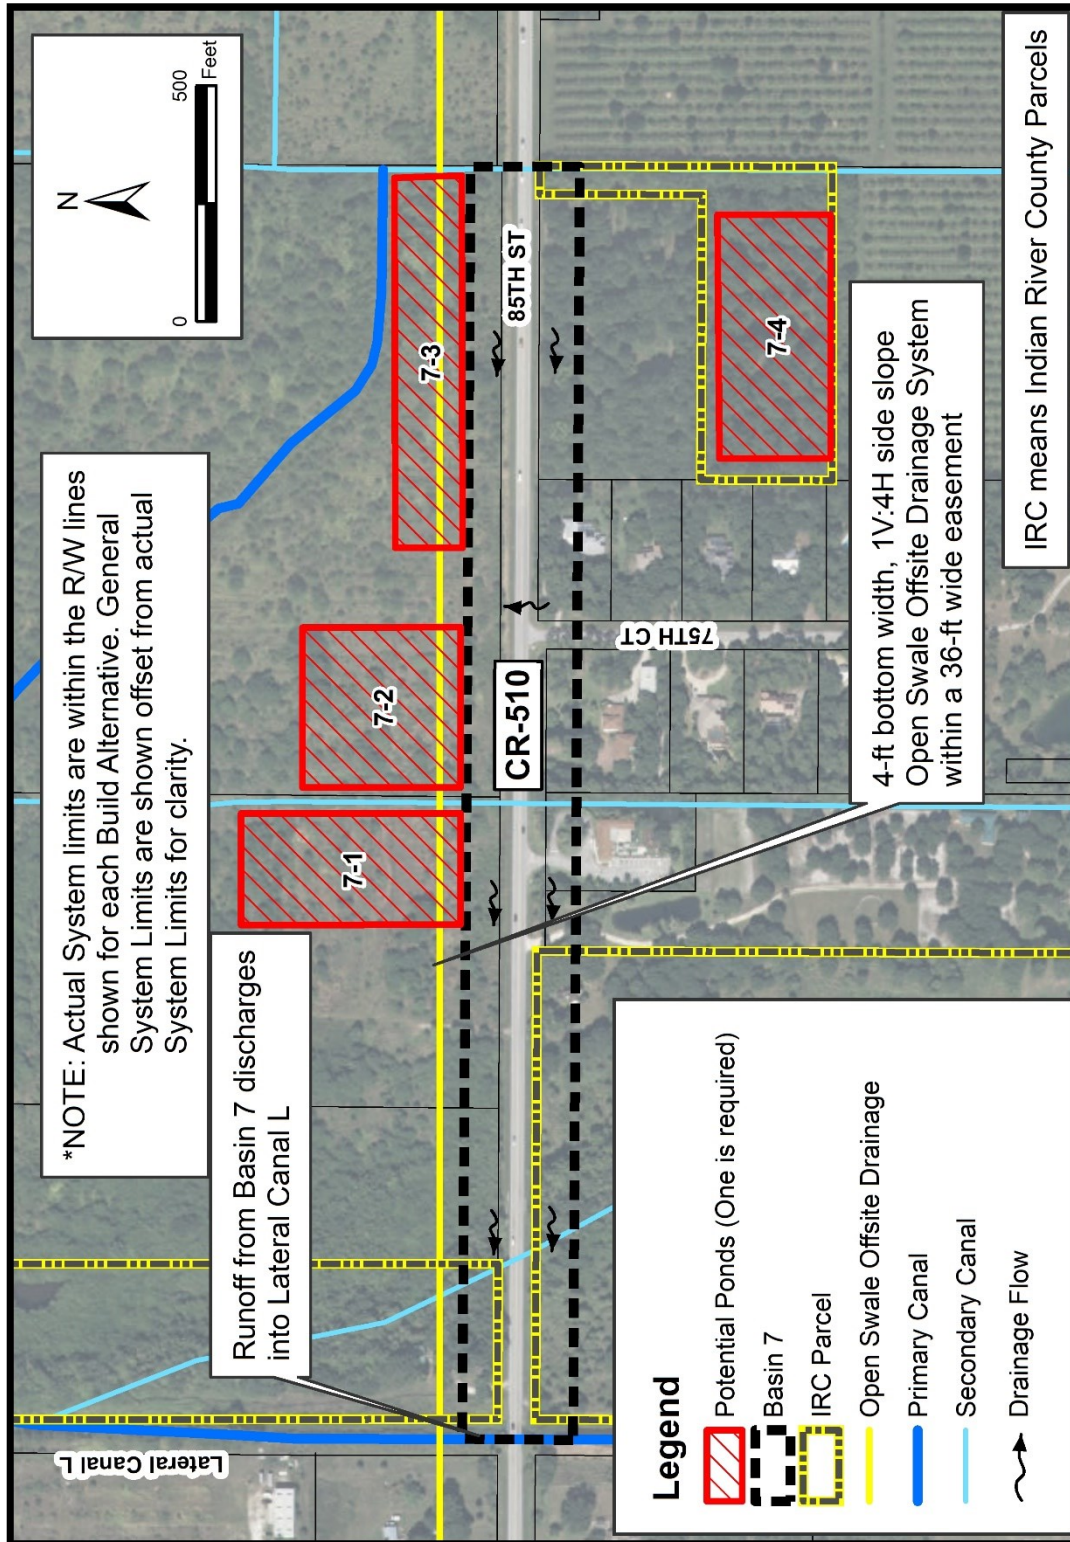 *NOTE: Actual System limits are within the R/W lines
shown for each Build Alternative. General
System Limits are shown offset from actual
System Limits for clarity.
N
0
500
Feet
Runoff from Basin 7 discharges
into Lateral Canal L
Lateral Canal L
7-1
7-2
7-3
CR-510
85TH ST
75TH CT
7-4
4-ft bottom width, 1V:4H side slope
Open Swale Offsite Drainage System
within a 36-ft wide easement
Legend
Potential Ponds (One is required)
Basin 7
IRC Parcel
Open Swale Offsite Drainage
Primary Canal
Secondary Canal
Drainage Flow
IRC means Indian River County Parcels